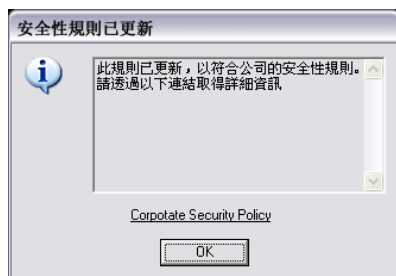 安全性規則已更新
此規則已更新，以符合公司的安全性規則。
請透過以下連結取得詳細資訊
Corpotate Security Policy
OK